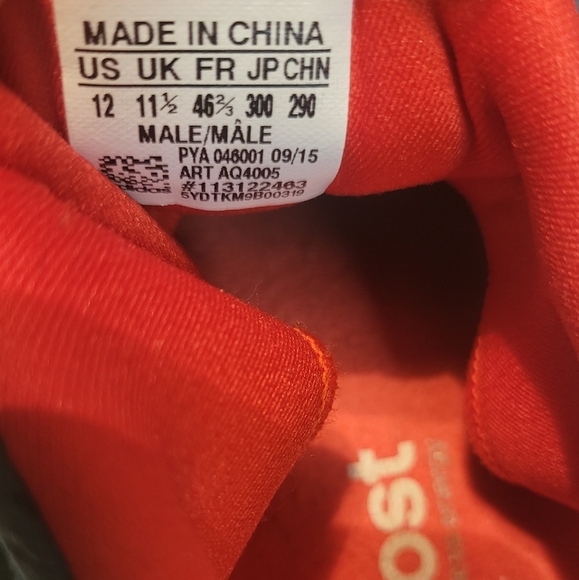 MADE IN CHINA
US UK FR JP CHN
12 11½ 46⅔ 300 290
MALE/MÂLE
PYA 046001 09/15
ART AQ4005
#113122463
5YDTKM9B00319
ost